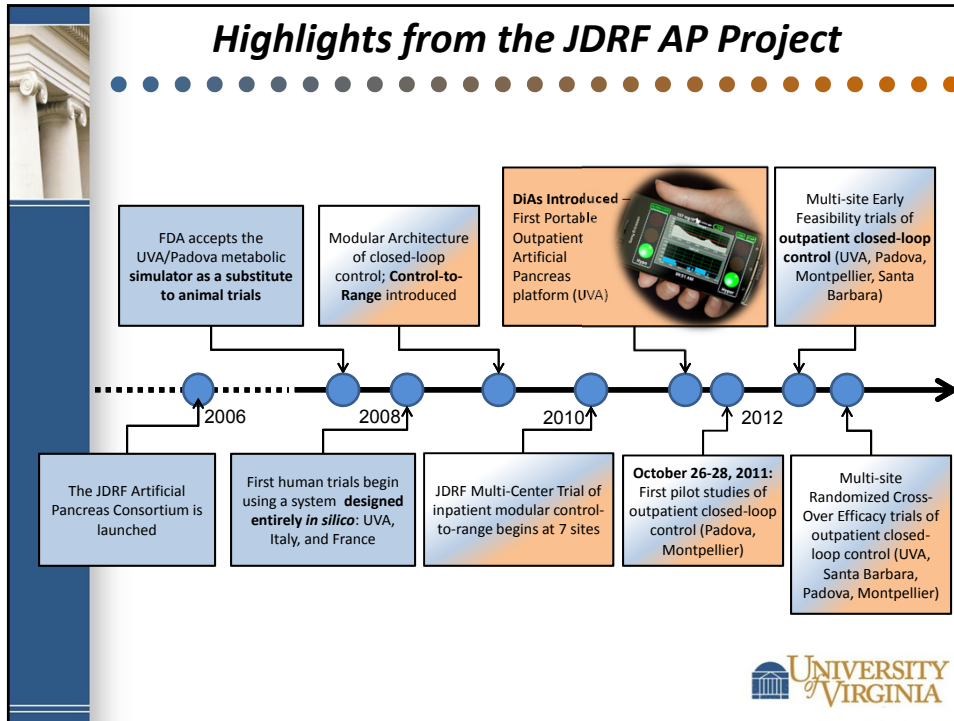 Highlights from the JDRF AP Project
FDA accepts the
UVA/Padova metabolic
simulator as a substitute
to animal trials
Modular Architecture
of closed-loop
control; Control-to-
Range introduced
DiAs Introduced –
First Portable
Outpatient
Artificial
Pancreas
platform (UVA)
Multi-site Early
Feasibility trials of
outpatient closed-loop
control (UVA, Padova,
Montpellier, Santa
Barbara)
2006
2008
2010
2012
The JDRF Artificial
Pancreas Consortium is
launched
First human trials begin
using a system designed
entirely in silico: UVA,
Italy, and France
JDRF Multi-Center Trial of
inpatient modular control-
to-range begins at 7 sites
October 26-28, 2011:
First pilot studies of
outpatient closed-loop
control (Padova,
Montpellier)
Multi-site
Randomized Cross-
Over Efficacy trials of
outpatient closed-
loop control (UVA,
Santa Barbara,
Padova, Montpellier)
UNIVERSITY
of VIRGINIA